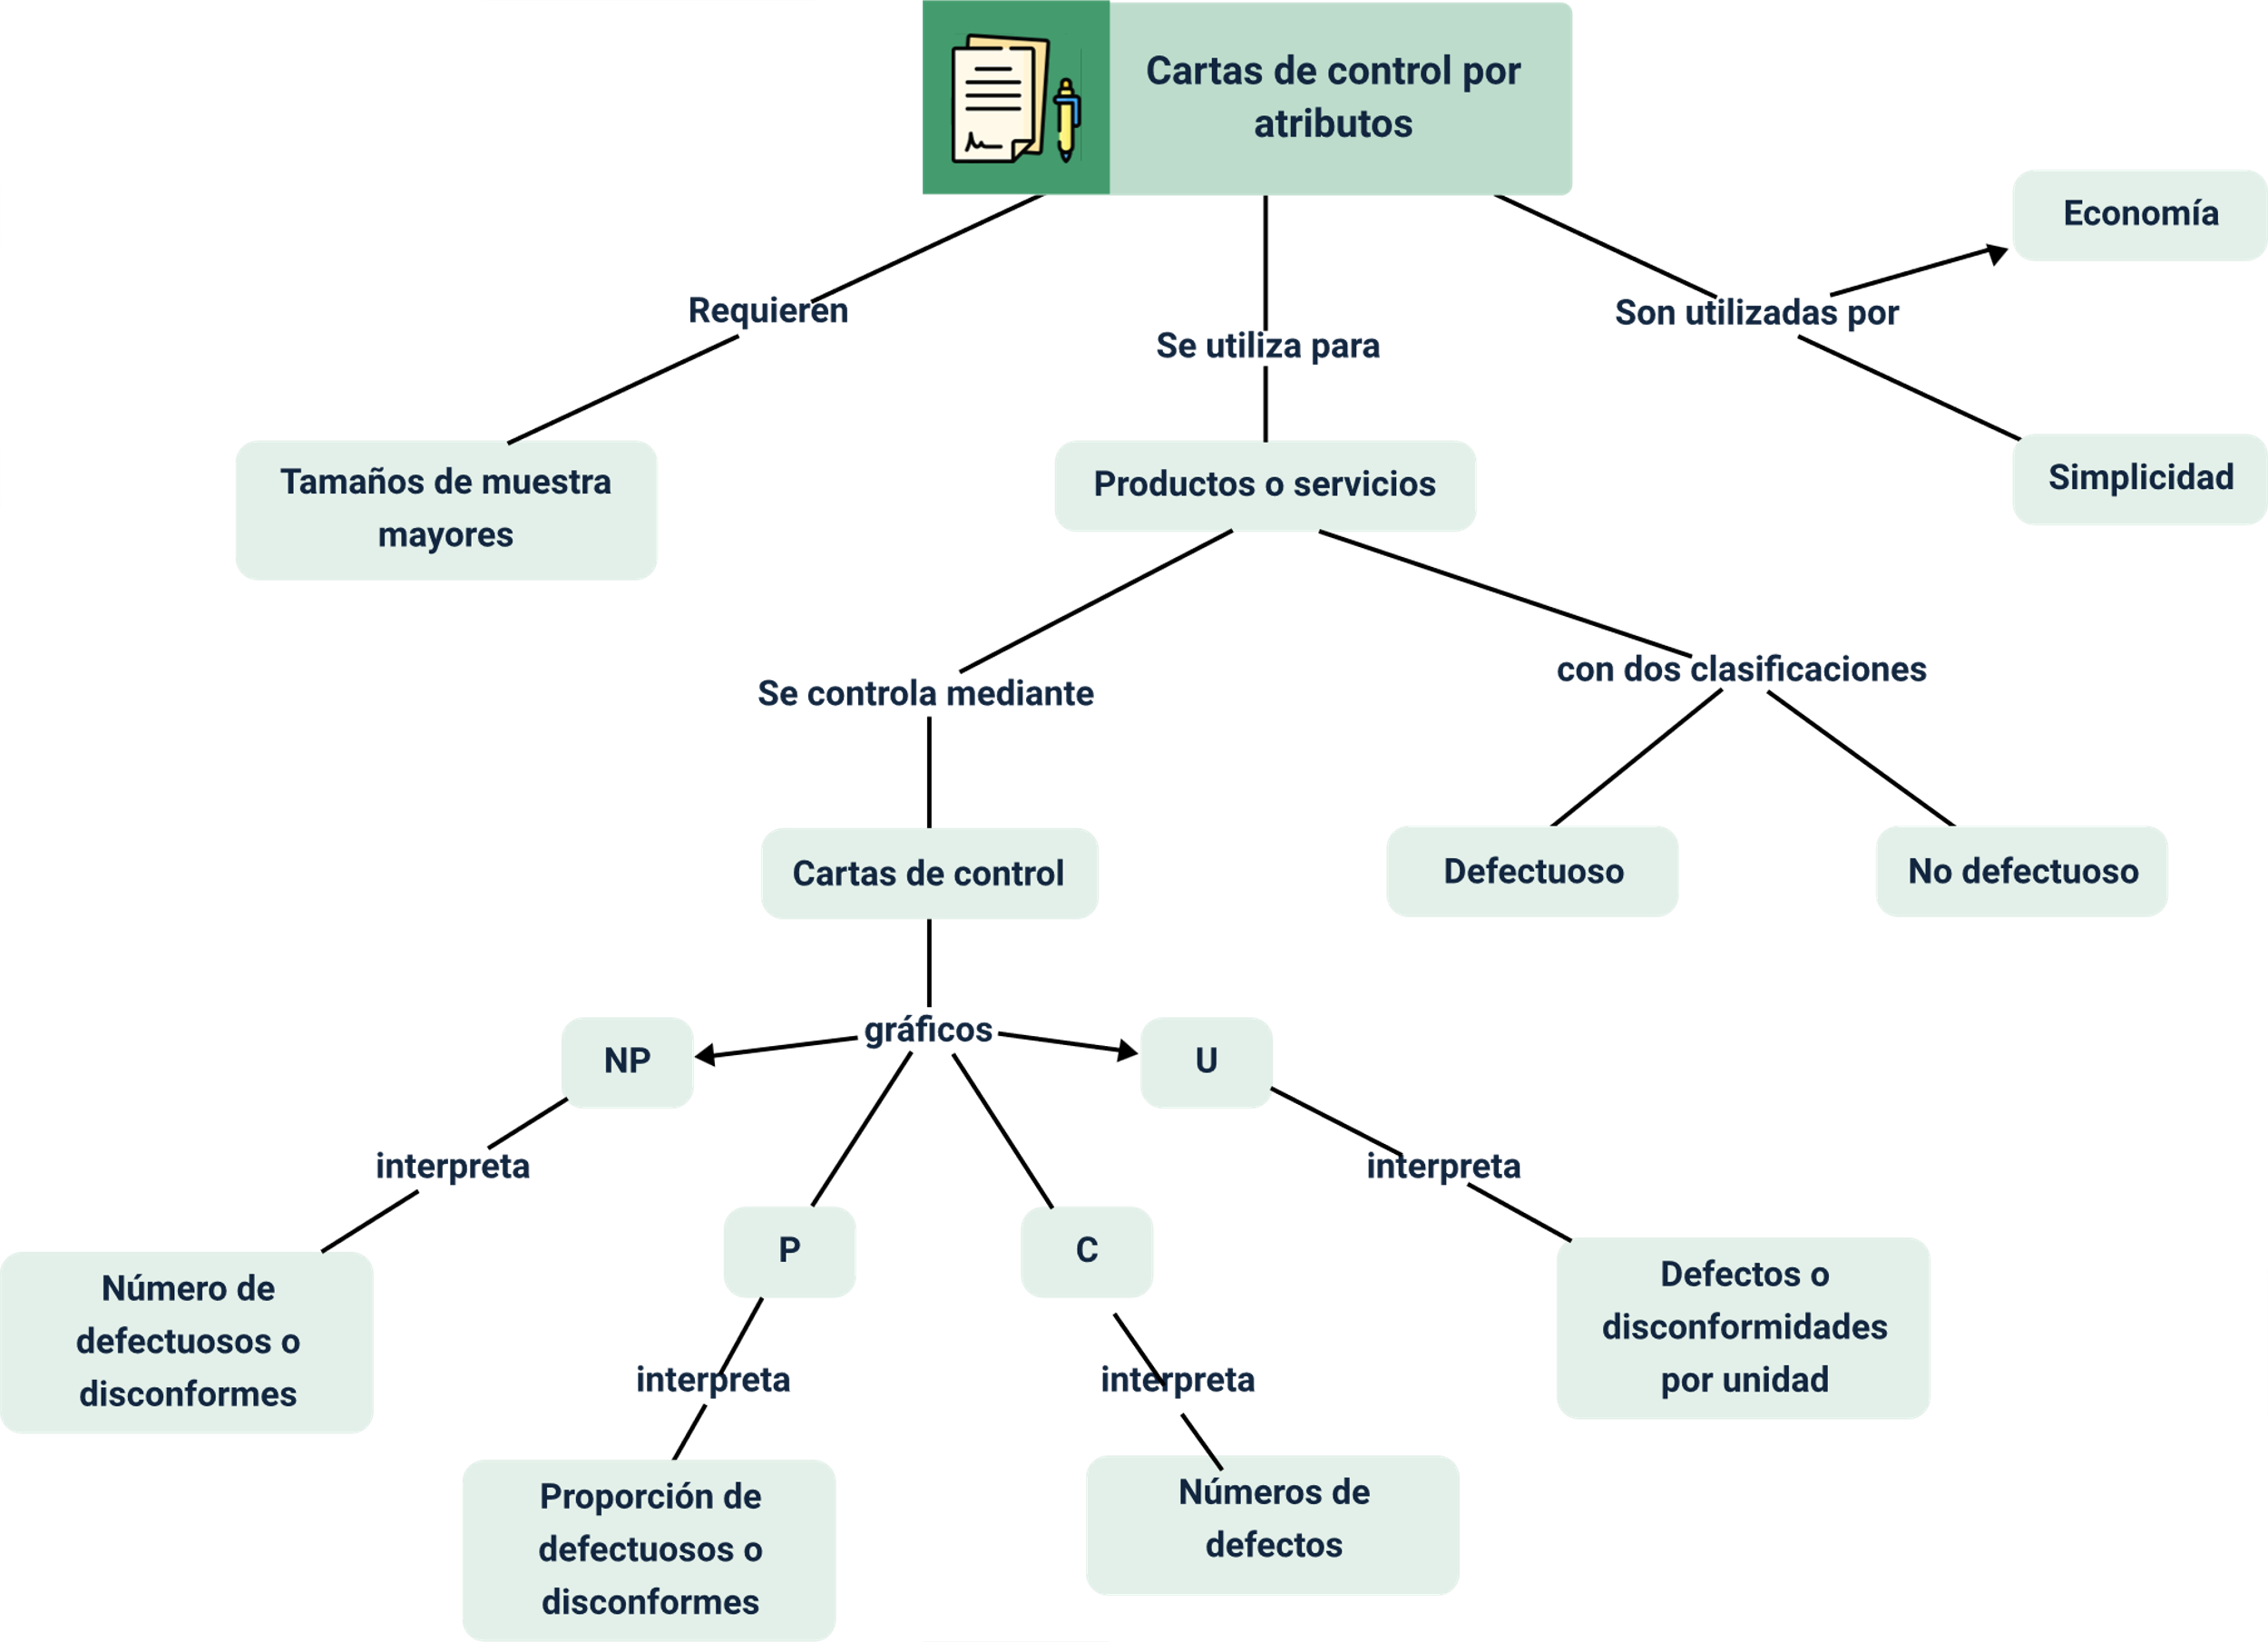 Cartas de control por
atributos
Economía
Requieren
Son utilizadas por
Se utiliza para
Tamaños de muestra
mayores
Productos o servicios
Simplicidad
Se controla mediante
con dos clasificaciones
Cartas de control
Defectuoso
No defectuoso
gráficos
NP
U
interpreta
interpreta
P
C
Número de
defectuosos o
disconformes
Defectos o
disconformidades
por unidad
interpreta
interpreta
Proporción de
defectuosos o
disconformes
Números de
defectos